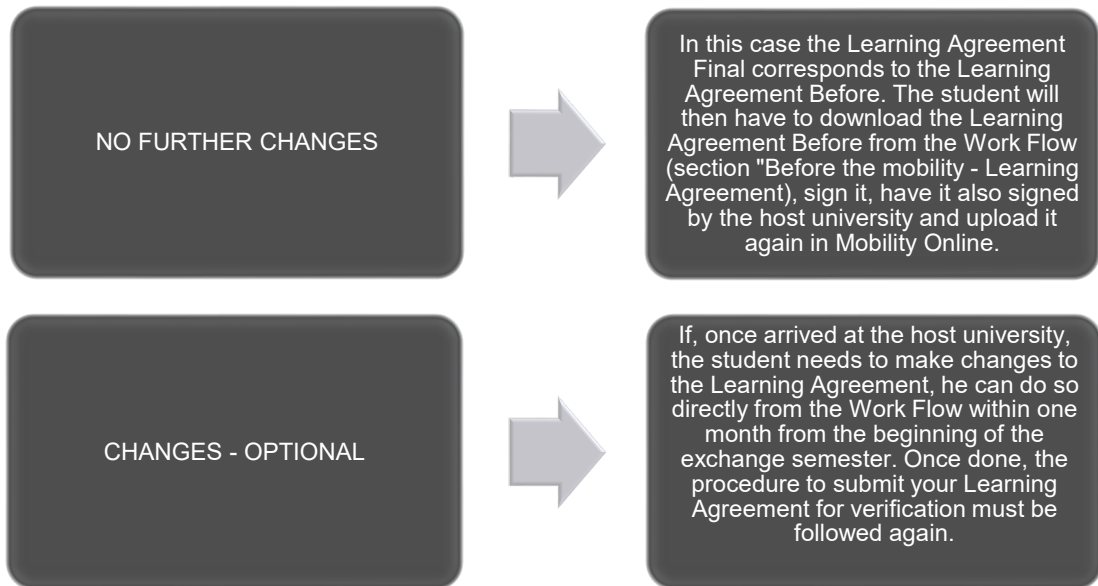 NO FURTHER CHANGES
In this case the Learning Agreement
Final corresponds to the Learning
Agreement Before. The student will
then have to download the Learning
Agreement Before from the Work Flow
(section "Before the mobility - Learning
Agreement), sign it, have it also signed
by the host university and upload it
again in Mobility Online.
CHANGES - OPTIONAL
If, once arrived at the host university,
the student needs to make changes to
the Learning Agreement, he can do so
directly from the Work Flow within one
month from the beginning of the
exchange semester. Once done, the
procedure to submit your Learning
Agreement for verification must be
followed again.